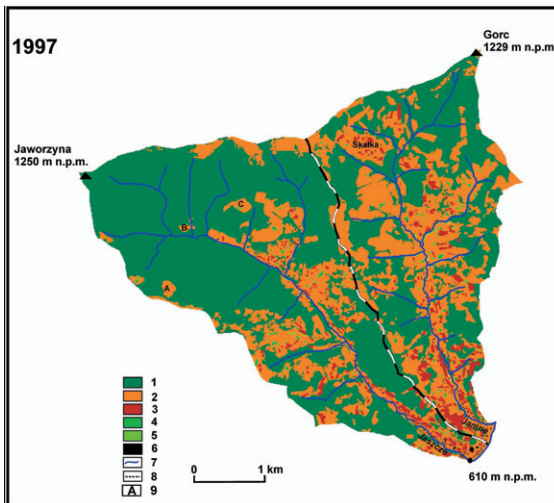 1997
Gorc
1229 m n.p.m.
Jaworzyna
1250 m n.p.m.
Skałka
C
B
A
1
2
3
4
5
6
7
8
A 9
0 1 km
Jamne
Jaszcze
610 m n.p.m.